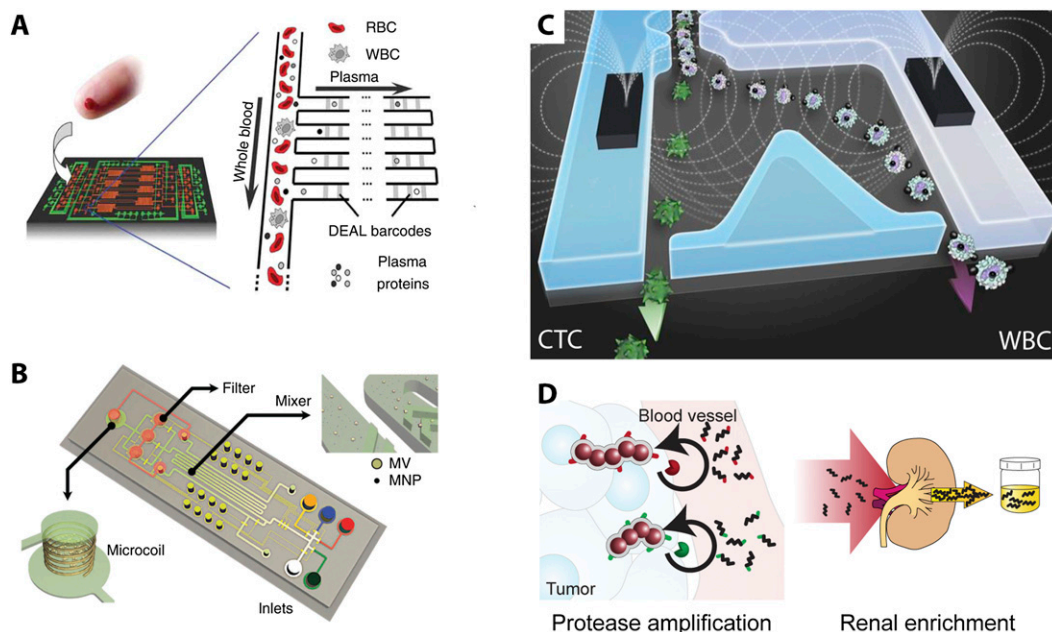 A
RBC
WBC
Plasma
Whole blood
DEAL barcodes
Plasma
proteins
B
Filter
Mixer
MV
MNP
Microcoil
Inlets
C
CTC
WBC
D
Blood vessel
Tumor
Protease amplification
Renal enrichment